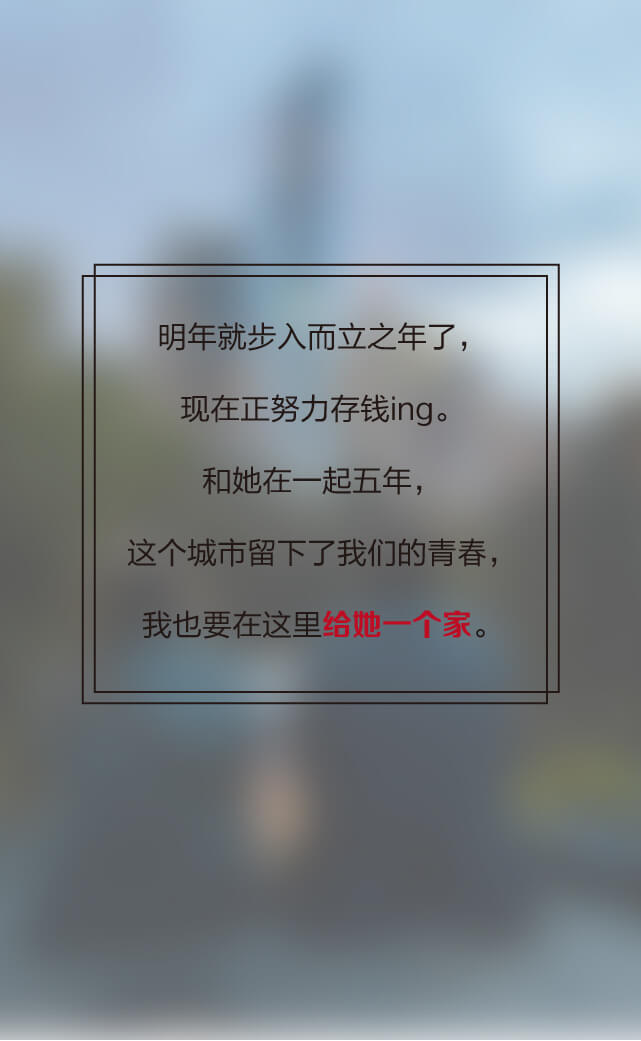 明年就步入而立之年了，
现在正努力存钱ing。
和她在一起五年，
这个城市留下了我们的青春，
我也要在这里给她一个家。